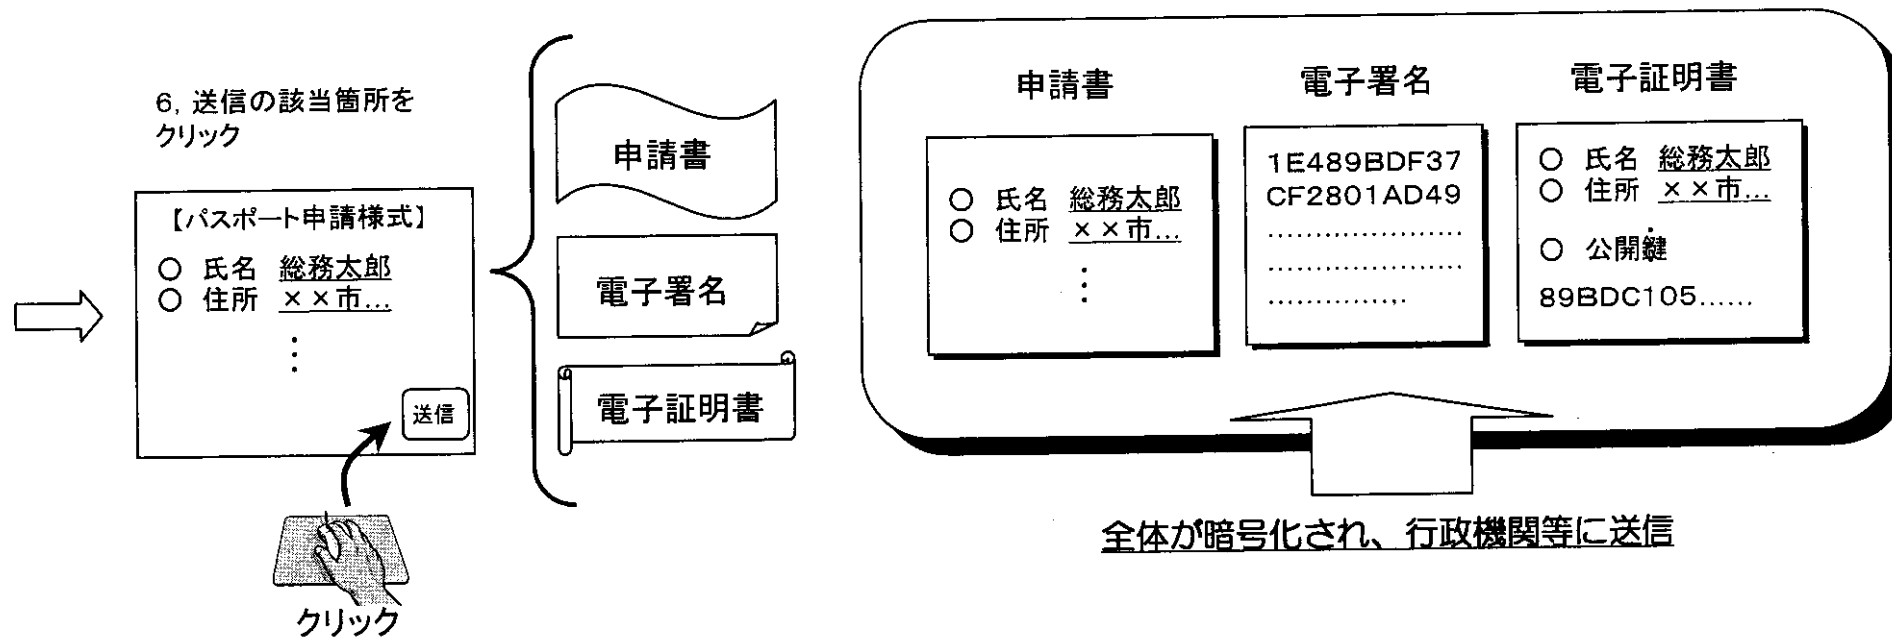 6, 送信の該当箇所を
クリック
【パスポート申請様式】
○ 氏名 総務太郎
○ 住所 ××市...
⋮
送信
クリック
申請書
電子署名
電子証明書
申請書
○ 氏名 総務太郎
○ 住所 ××市...
⋮
電子署名
1E489BDF37
CF2801AD49
.....................
.....................
...............
電子証明書
○ 氏名 総務太郎
○ 住所 ××市...
○ 公開鍵
89BDC105......
全体が暗号化され、行政機関等に送信